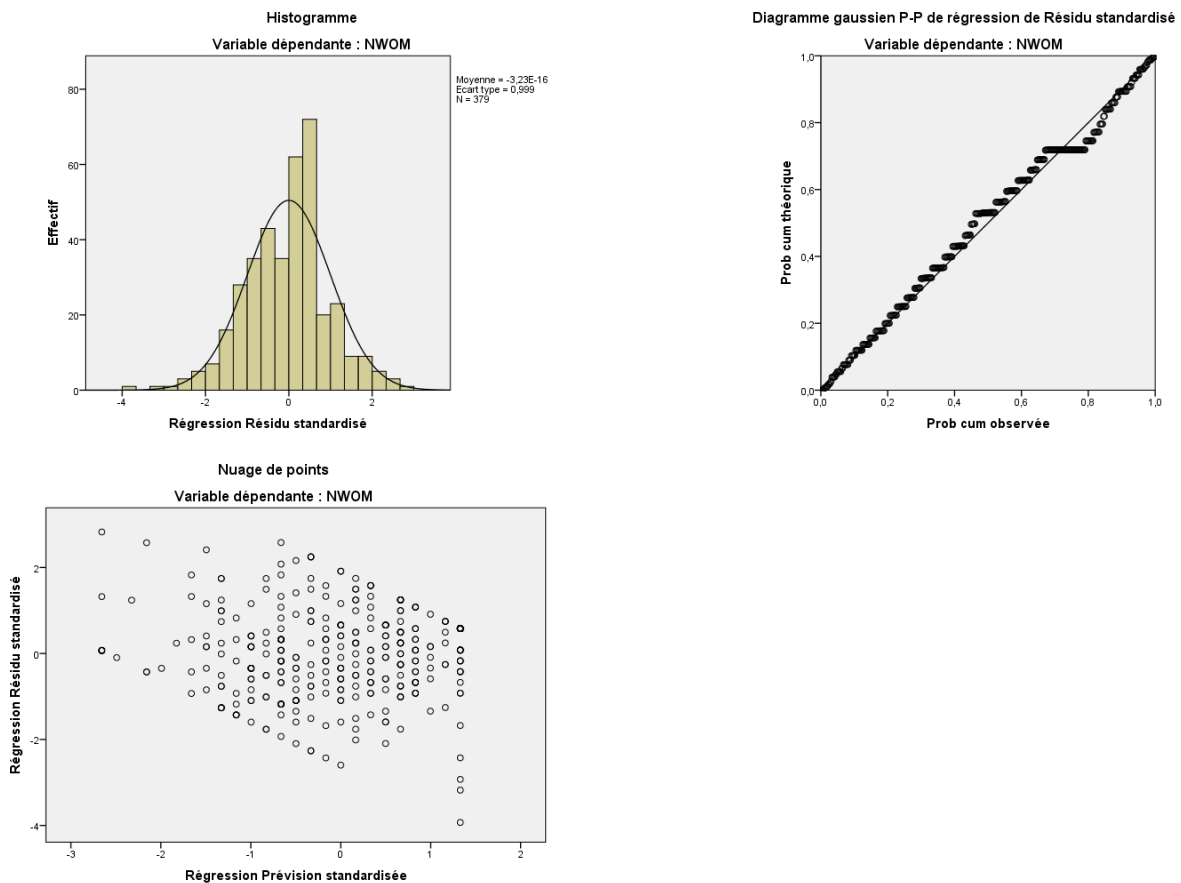 Histogramme
Variable dépendante : NWOM
Moyenne = -3,23E-16
Ecart type = 0,999
N = 379
80
60
40
20
0
Effectif
-4
-2
0
2
Régression Résidu standardisé
Diagramme gaussien P-P de régression de Résidu standardisé
Variable dépendante : NWOM
1,0
0,8
0,6
0,4
0,2
0,0
Prob cum théorique
0,0
0,2
0,4
0,6
0,8
1,0
Prob cum observée
Nuage de points
Variable dépendante : NWOM
2
0
-2
-4
Régression Résidu standardisé
-3
-2
-1
0
1
2
Régression Prévision standardisée